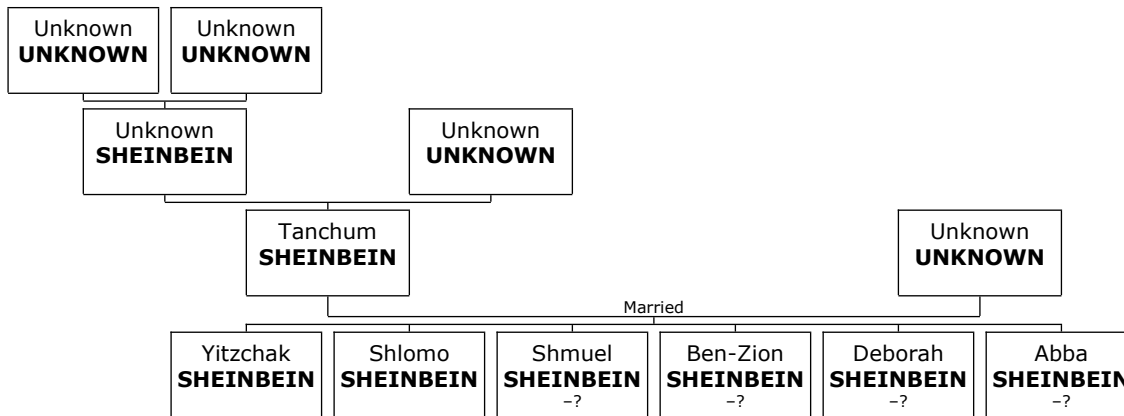 Unknown
UNKNOWN
Unknown
UNKNOWN
Unknown
SHEINBEIN
Unknown
UNKNOWN
Tanchum
SHEINBEIN
Unknown
UNKNOWN
Married
Yitzchak
SHEINBEIN
Shlomo
SHEINBEIN
Shmuel
SHEINBEIN
–?
Ben-Zion
SHEINBEIN
–?
Deborah
SHEINBEIN
–?
Abba
SHEINBEIN
–?